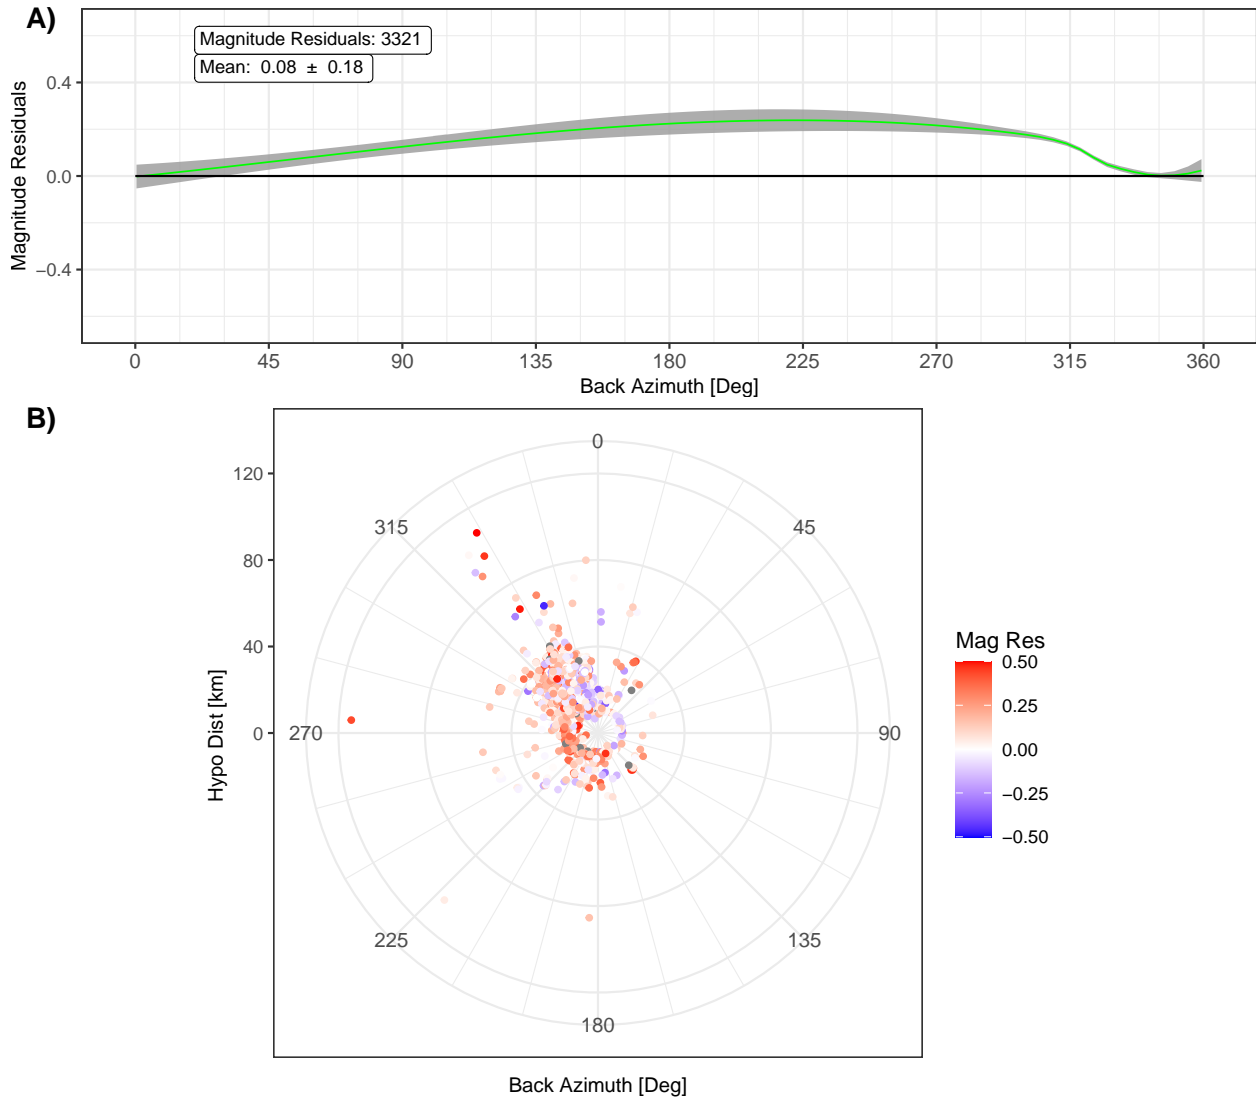 A)
Magnitude Residuals: 3321
Mean:  0.08  ±  0.18
Magnitude Residuals
0.4
0.0
−0.4
0 45 90 135 180 225 270 315 360
Back Azimuth [Deg]
B)
Hypo Dist [km]
120
80
40
0
0
45
90
135
180
225
270
315
Back Azimuth [Deg]
Mag Res
0.50
0.25
0.00
−0.25
−0.50